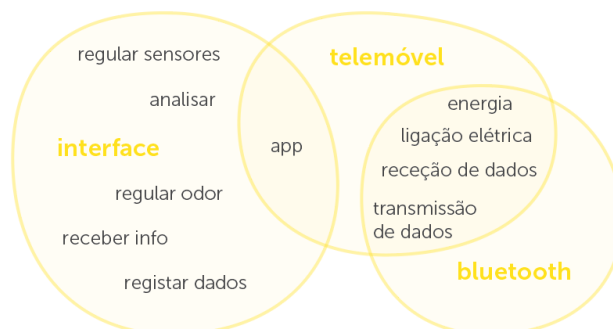 regular sensores
telemóvel
analisar
energia
ligação elétrica
interface
app
receção de dados
regular odor
transmissão
de dados
receber info
bluetooth
registar dados